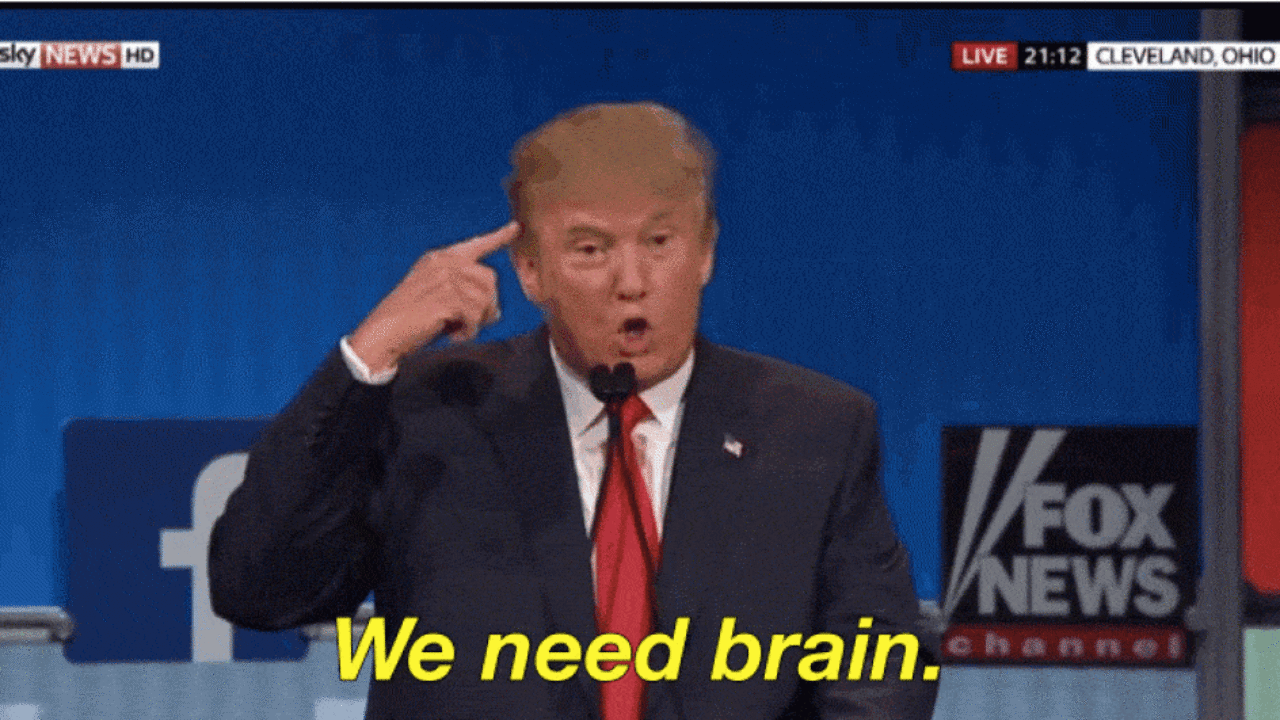 sky NEWS HD
LIVE 21:12 CLEVELAND, OHIO
f
FOX
NEWS
channel
We need brain.